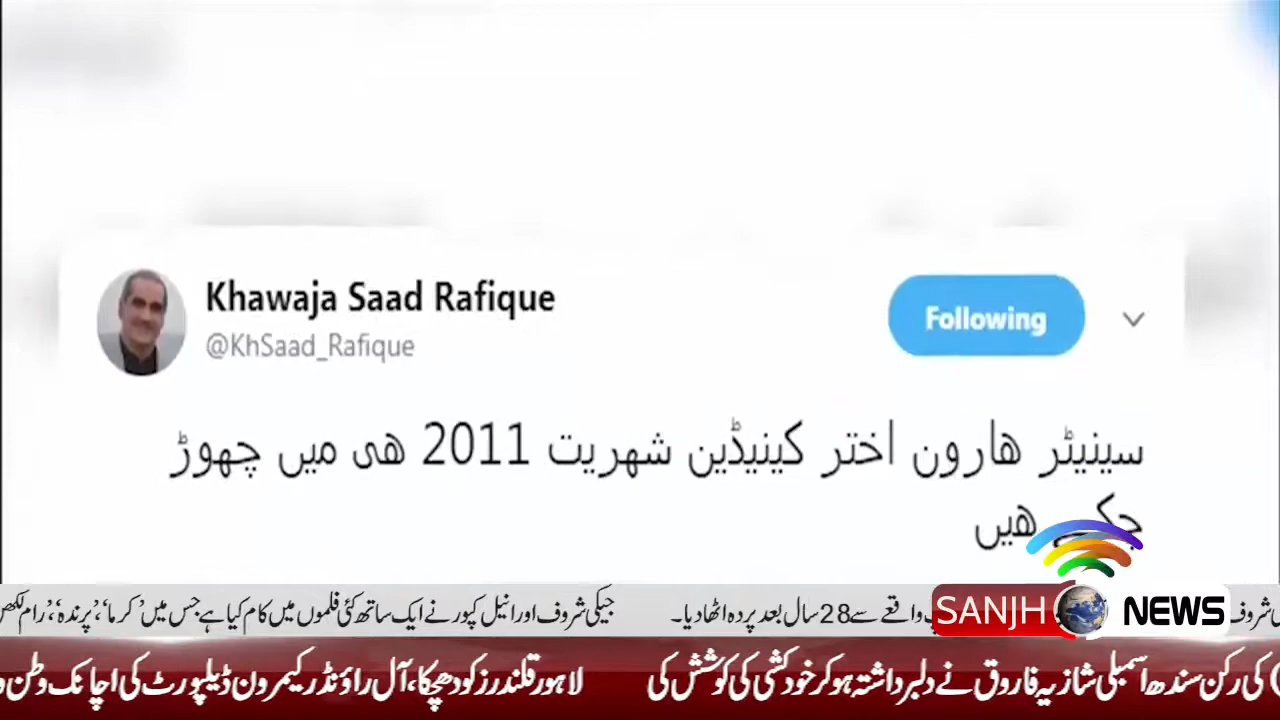 Khawaja Saad Rafique
@KhSaad_Rafique
Following
سینیٹر ھارون اختر کینیڈین شھریت 2011 ھی میں چھوڑ
چکے ھیں
شروف
واقعے سے 28 سال بعد پردہ اٹھا دیا۔ جیکی شروف اور انیل کپور نے ایک ساتھ کئی فلموں میں کام کیا ہے جس میں 'کرما'، 'پرندہ'، 'رام لکھن
SANJH NEWS
کی رکن سندھ اسمبلی شازیہ فاروق نے دلبرداشتہ ہو کر خودکشی کی کوشش کی لاہور قلندرز کو دھچکا، آل راؤنڈر کیمرون ڈیلپورٹ کی اچانک وطن